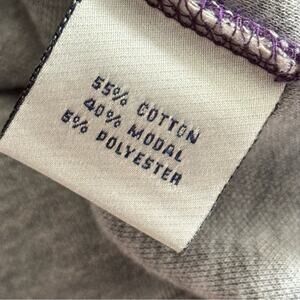 55% COTTON
40% MODAL
5% POLYESTER